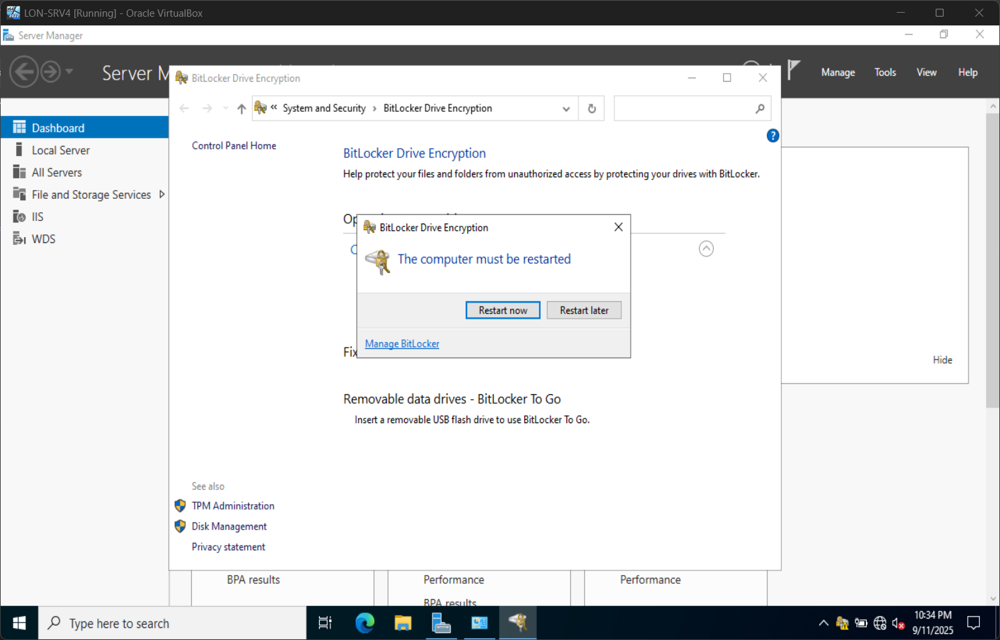 LON-SRV4 [Running] - Oracle VirtualBox
Server Manager
Server M
Manage
Tools
View
Help
BitLocker Drive Encryption
« System and Security › BitLocker Drive Encryption
Dashboard
Local Server
All Servers
File and Storage Services
IIS
WDS
Control Panel Home
BitLocker Drive Encryption
Help protect your files and folders from unauthorized access by protecting your drives with BitLocker.
Op
BitLocker Drive Encryption
The computer must be restarted
Restart now
Restart later
Manage BitLocker
Fix
Hide
Removable data drives - BitLocker To Go
Insert a removable USB flash drive to use BitLocker To Go.
See also
TPM Administration
Disk Management
Privacy statement
BPA results
Performance
BPA results
Performance
Type here to search
10:34 PM
9/11/2025